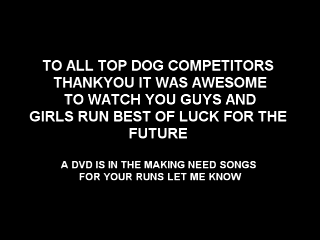 TO ALL TOP DOG COMPETITORS
THANKYOU IT WAS AWESOME
TO WATCH YOU GUYS AND
GIRLS RUN BEST OF LUCK FOR THE
FUTURE
A DVD IS IN THE MAKING NEED SONGS
FOR YOUR RUNS LET ME KNOW